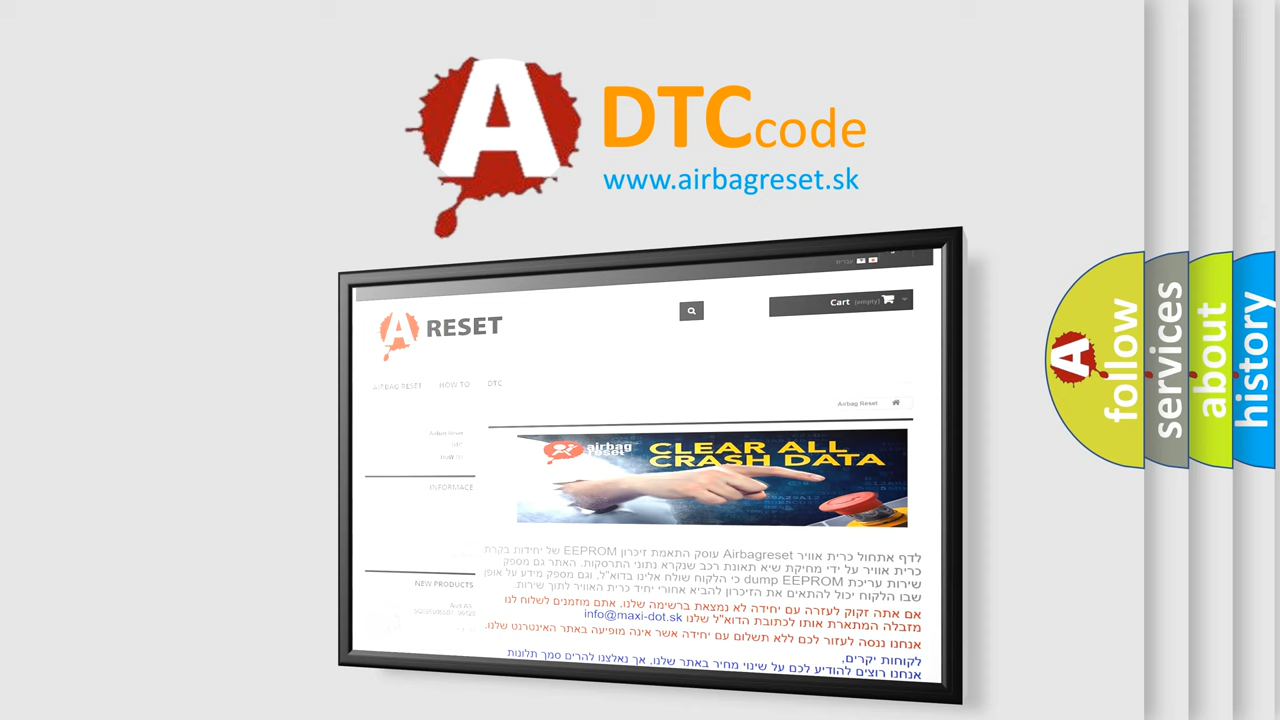 A DTCcode
www.airbagreset.sk
Cart (empty)
A RESET
AIRBAG RESET HOW TO DTC
Airbag Reset
Airbag Reset
INFORMACE
NEW PRODUCTS
airbag reset
CLEAR ALL
CRASH DATA
לדף אתחול כרית אוויר Airbagreset עוסק התאמת זיכרון EEPROM של יחידות בקרת
כרית אוויר על ידי מחיקת שיא תאונת רכב שנקרא נתוני התרסקות. האתר גם מספק
שירות עריכת dump EEPROM כי הלקוח שולח אלינו בדוא"ל, וגם מספק מידע על אופן
שבו הלקוח יכול להתאים את הזיכרון להביא אחורי יחיד כרית האוויר לתוך שירות.
אם אתה זקוק לעזרה עם יחידה לא נמצאת ברשימה שלנו, אתם מוזמנים לשלוח לנו
מזבלה המתארת אותו לכתובת הדוא"ל שלנו info@maxi-dot.sk
אנחנו ננסה לעזור לכם ללא תשלום עם יחידה אשר אינה מופיעה באתר האינטרנט שלנו.
לקוחות יקרים,
אנחנו רוצים להודיע לכם על שינוי מחיר באתר שלנו, אך נאלצנו להרים סמך תלונות
A follow
services
about
history